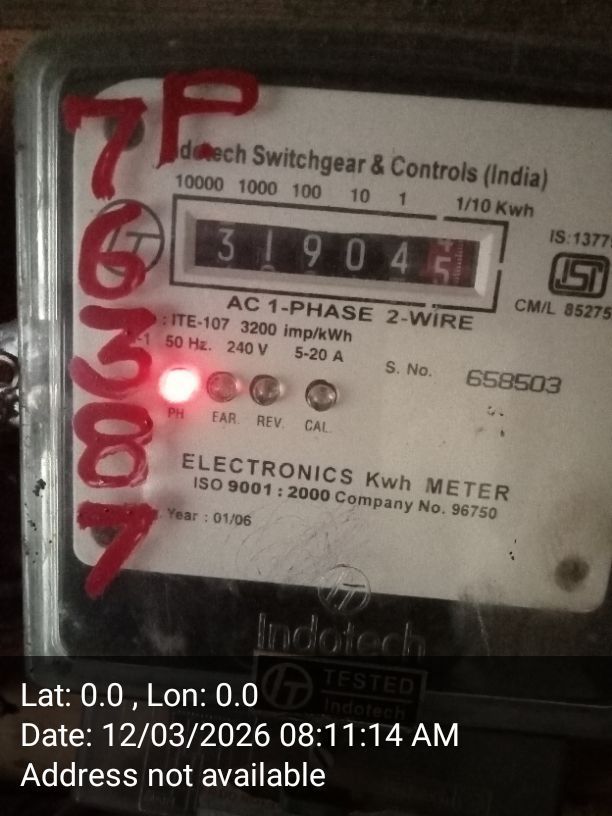 7P
6
3
8
7
Indotech Switchgear & Controls (India)
10000 1000 100 10 1 1/10 Kwh
3 1 9 0 4 5
IS:1377
ISI
CM/L 85275
AC 1-PHASE 2-WIRE
: ITE-107 3200 imp/kWh
-1 50 Hz. 240 V 5-20 A
S. No. 658503
PH EAR. REV. CAL.
ELECTRONICS Kwh METER
ISO 9001 : 2000 Company No. 96750
Year : 01/06
Indotech
TESTED
Indotech
Lat: 0.0 , Lon: 0.0
Date: 12/03/2026 08:11:14 AM
Address not available